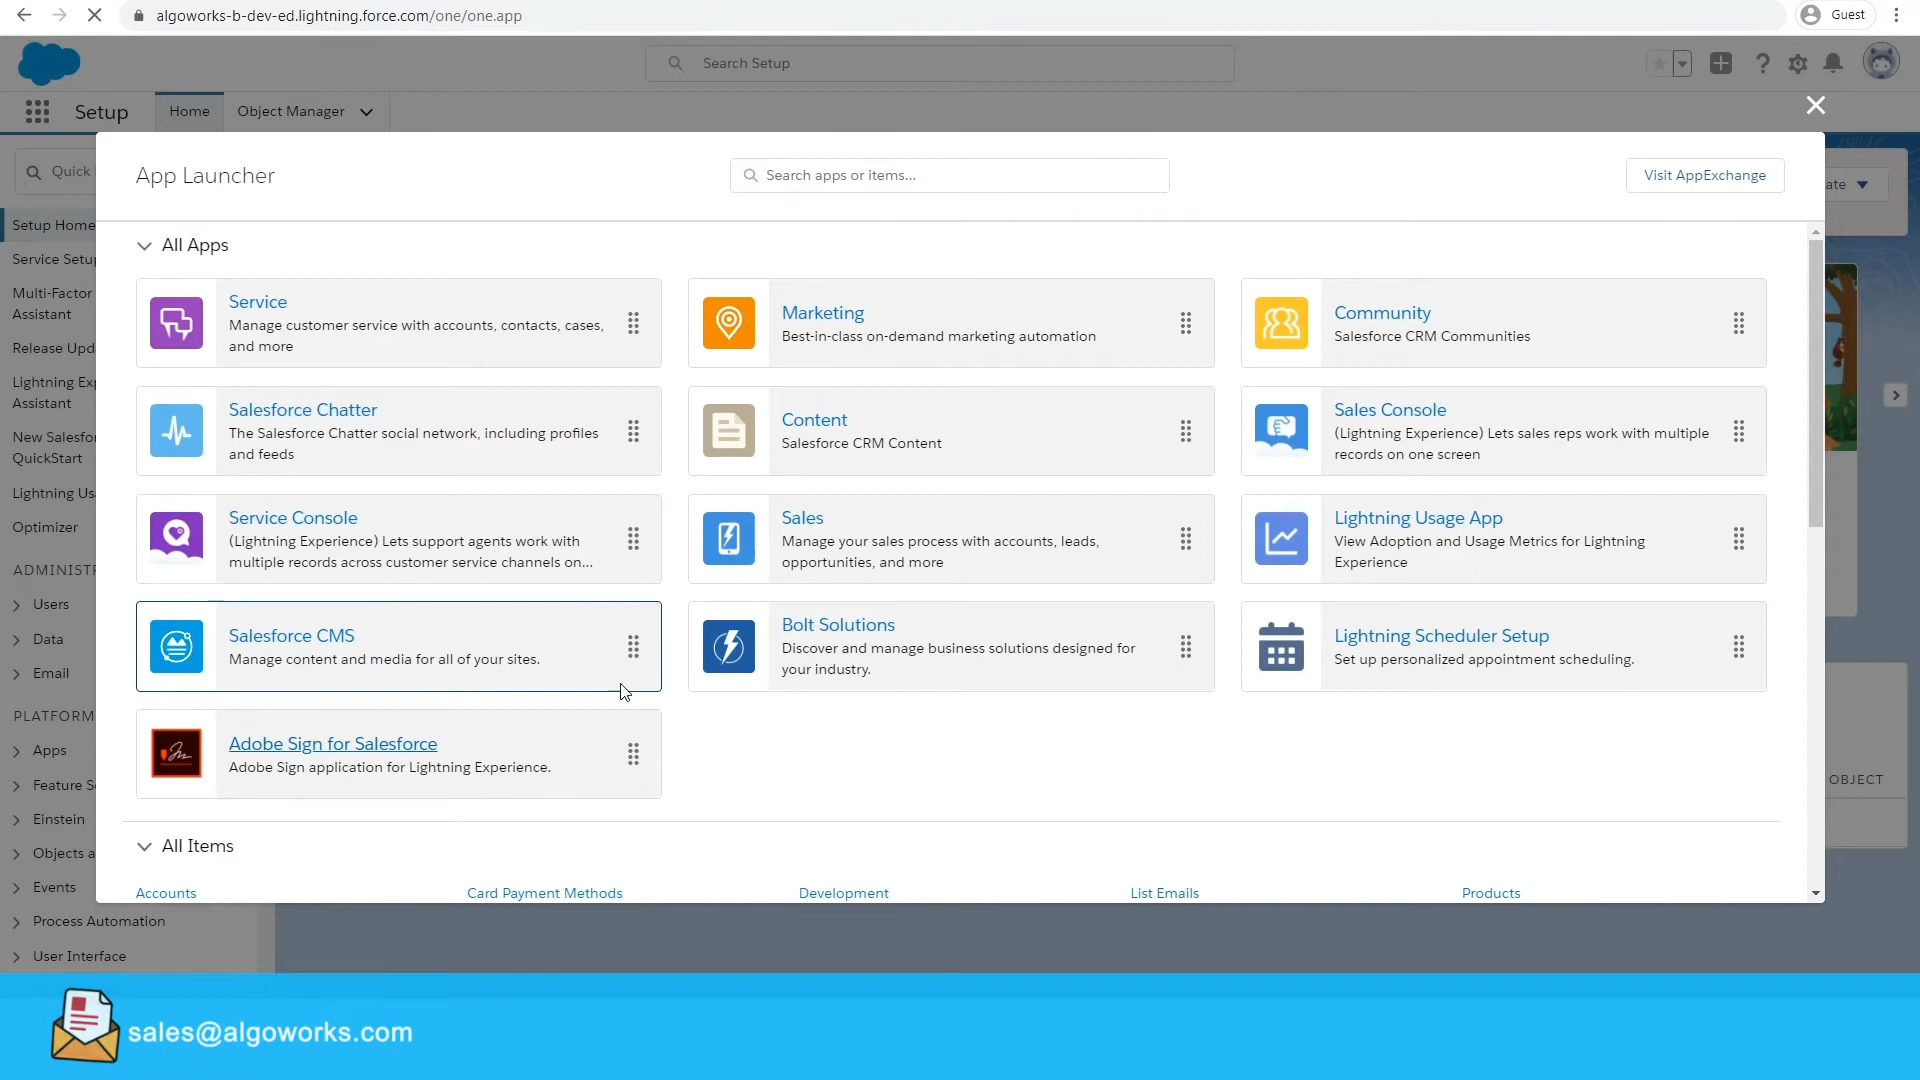 algoworks-b-dev-ed.lightning.force.com/one/one.app
Guest
Search Setup
Setup
Home
Object Manager
Quick
App Launcher
Search apps or items...
Visit AppExchange
Setup Home
Service Setup
Multi-Factor
Assistant
Release Upd
Lightning Exp
Assistant
New Salesfor
QuickStart
Lightning Us
Optimizer
ADMINISTR
Users
Data
Email
PLATFORM
Apps
Feature Se
Einstein
Objects a
Events
Process Automation
User Interface
All Apps
Service
Manage customer service with accounts, contacts, cases,
and more
Marketing
Best-in-class on-demand marketing automation
Community
Salesforce CRM Communities
Salesforce Chatter
The Salesforce Chatter social network, including profiles
and feeds
Content
Salesforce CRM Content
Sales Console
(Lightning Experience) Lets sales reps work with multiple
records on one screen
Service Console
(Lightning Experience) Lets support agents work with
multiple records across customer service channels on...
Sales
Manage your sales process with accounts, leads,
opportunities, and more
Lightning Usage App
View Adoption and Usage Metrics for Lightning
Experience
Salesforce CMS
Manage content and media for all of your sites.
Bolt Solutions
Discover and manage business solutions designed for
your industry.
Lightning Scheduler Setup
Set up personalized appointment scheduling.
Adobe Sign for Salesforce
Adobe Sign application for Lightning Experience.
All Items
Accounts
Card Payment Methods
Development
List Emails
Products
ate
OBJECT
sales@algoworks.com